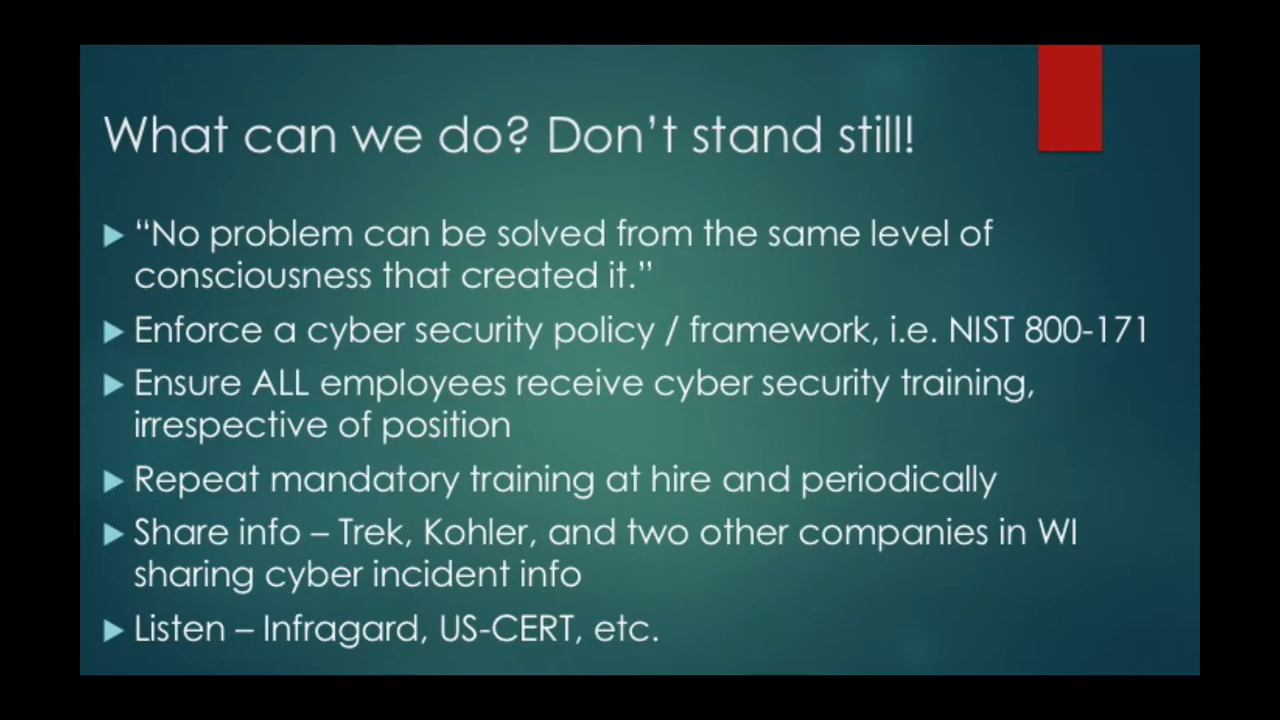 What can we do? Don’t stand still!
“No problem can be solved from the same level of
consciousness that created it.”
Enforce a cyber security policy / framework, i.e. NIST 800-171
Ensure ALL employees receive cyber security training,
irrespective of position
Repeat mandatory training at hire and periodically
Share info – Trek, Kohler, and two other companies in WI
sharing cyber incident info
Listen – Infragard, US-CERT, etc.